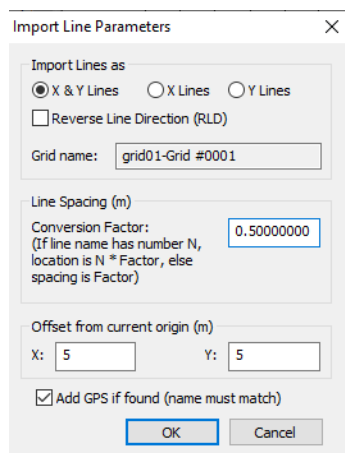 Import Line Parameters
Import Lines as
X & Y Lines X Lines Y Lines
Reverse Line Direction (RLD)
Grid name: grid01-Grid #0001
Line Spacing (m)
Conversion Factor: 0.50000000
(If line name has number N,
location is N * Factor, else
spacing is Factor)
Offset from current origin (m)
X: 5 Y: 5
Add GPS if found (name must match)
OK Cancel